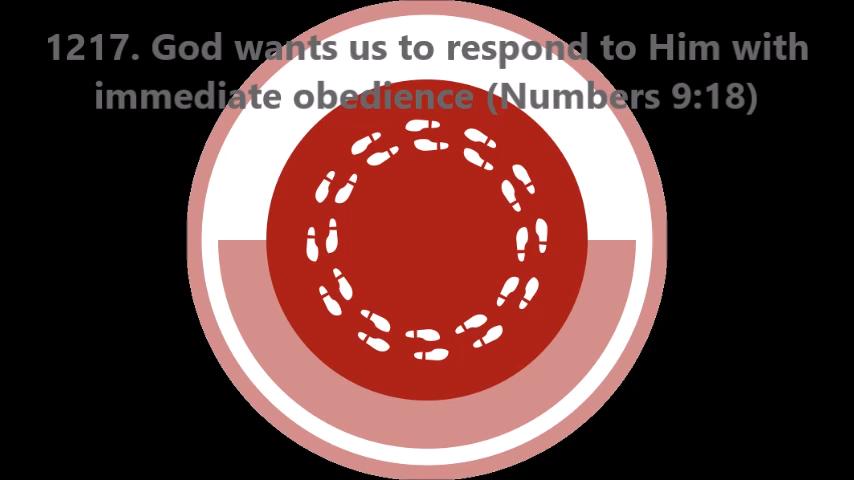 1217. God wants us to respond to Him with
immediate obedience (Numbers 9:18)